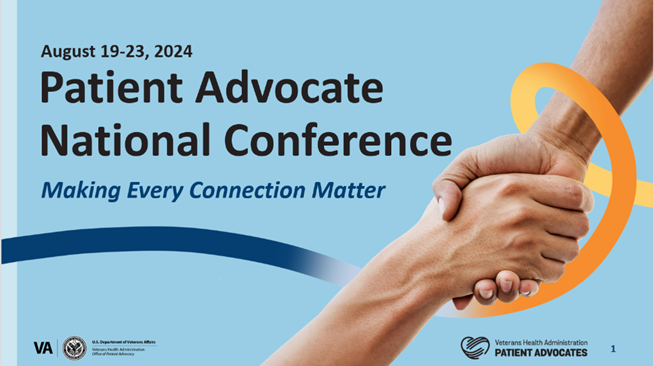 August 19-23, 2024
Patient Advocate
National Conference
Making Every Connection Matter
VA
U.S. Department of Veterans Affairs
Veterans Health Administration
Office of Patient Advocacy
Veterans Health Administration
PATIENT ADVOCATES
1